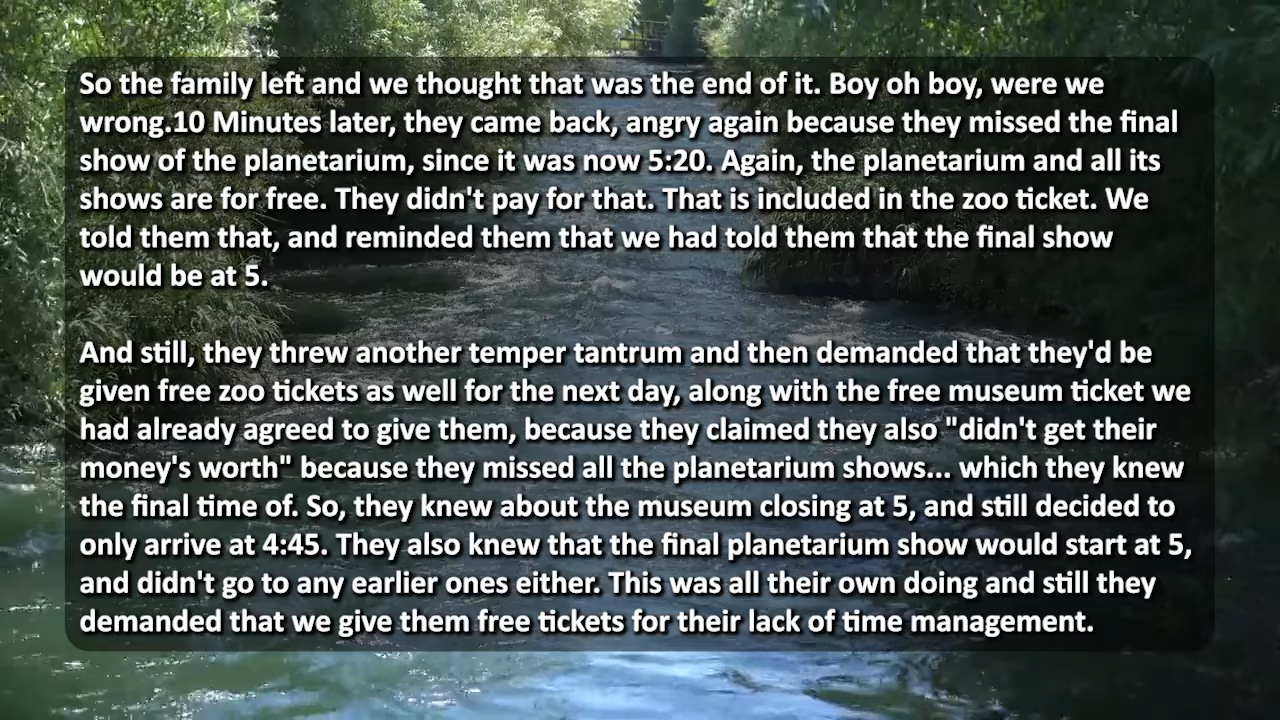 So the family left and we thought that was the end of it. Boy oh boy, were we
wrong.10 Minutes later, they came back, angry again because they missed the final
show of the planetarium, since it was now 5:20. Again, the planetarium and all its
shows are for free. They didn't pay for that. That is included in the zoo ticket. We
told them that, and reminded them that we had told them that the final show
would be at 5.
And still, they threw another temper tantrum and then demanded that they'd be
given free zoo tickets as well for the next day, along with the free museum ticket we
had already agreed to give them, because they claimed they also "didn't get their
money's worth" because they missed all the planetarium shows... which they knew
the final time of. So, they knew about the museum closing at 5, and still decided to
only arrive at 4:45. They also knew that the final planetarium show would start at 5,
and didn't go to any earlier ones either. This was all their own doing and still they
demanded that we give them free tickets for their lack of time management.